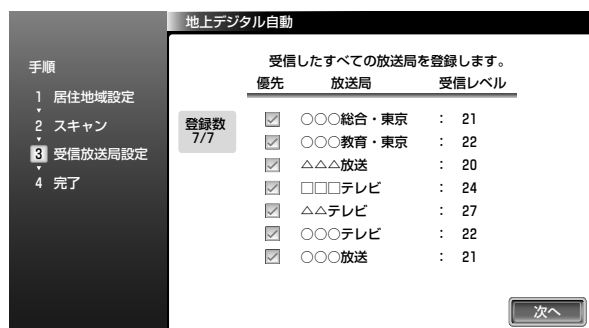 地上デジタル自動
手順
1 居住地域設定
2 スキャン
3 受信放送局設定
4 完了
受信したすべての放送局を登録します。
優先 放送局 受信レベル
登録数
7/7
○○○総合・東京 : 21
○○○教育・東京 : 22
△△△放送 : 20
□□□テレビ : 24
△△テレビ : 27
○○○テレビ : 22
○○○放送 : 21
次へ